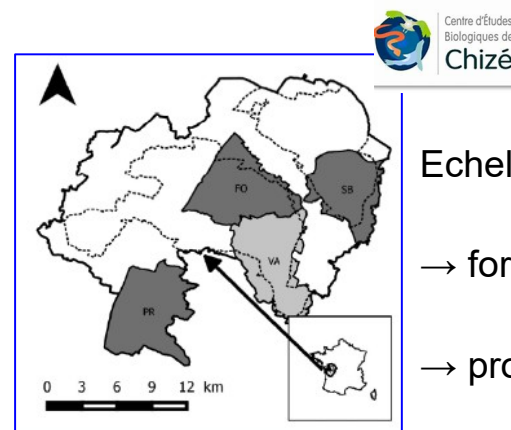 Centre d'Études
Biologiques de
Chizé
FO
SB
Echel
VA
→ for
PR
→ pro
0 3 6 9 12 km